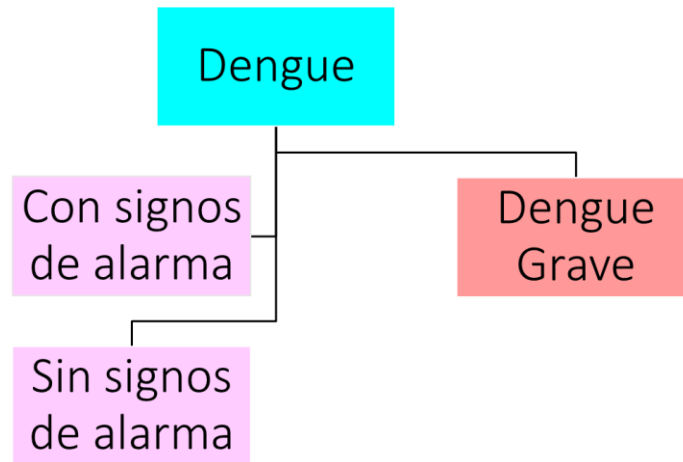 Dengue
Con signos
de alarma
Dengue
Grave
Sin signos
de alarma